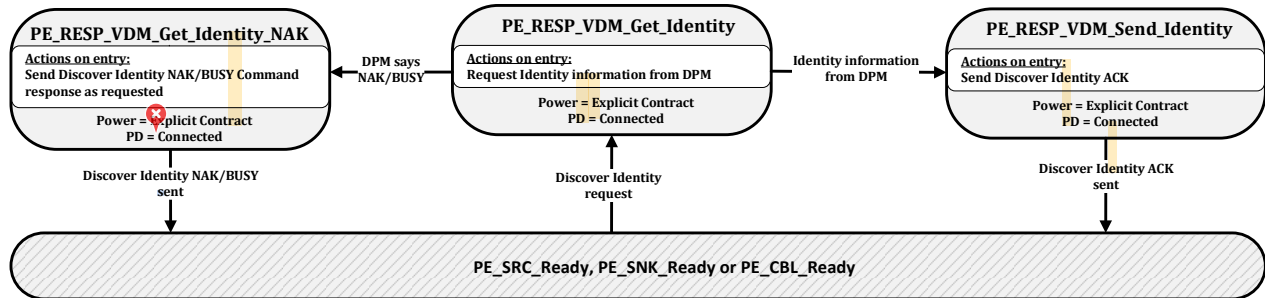 PE_RESP_VDM_Get_Identity_NAK
Actions on entry:
Send Discover Identity NAK/BUSY Command
response as requested
Power = Explicit Contract
PD = Connected
DPM says
NAK/BUSY
PE_RESP_VDM_Get_Identity
Actions on entry:
Request Identity information from DPM
Power = Explicit Contract
PD = Connected
Identity information
from DPM
PE_RESP_VDM_Send_Identity
Actions on entry:
Send Discover Identity ACK
Power = Explicit Contract
PD = Connected
Discover Identity NAK/BUSY
sent
Discover Identity
request
Discover Identity ACK
sent
PE_SRC_Ready, PE_SNK_Ready or PE_CBL_Ready